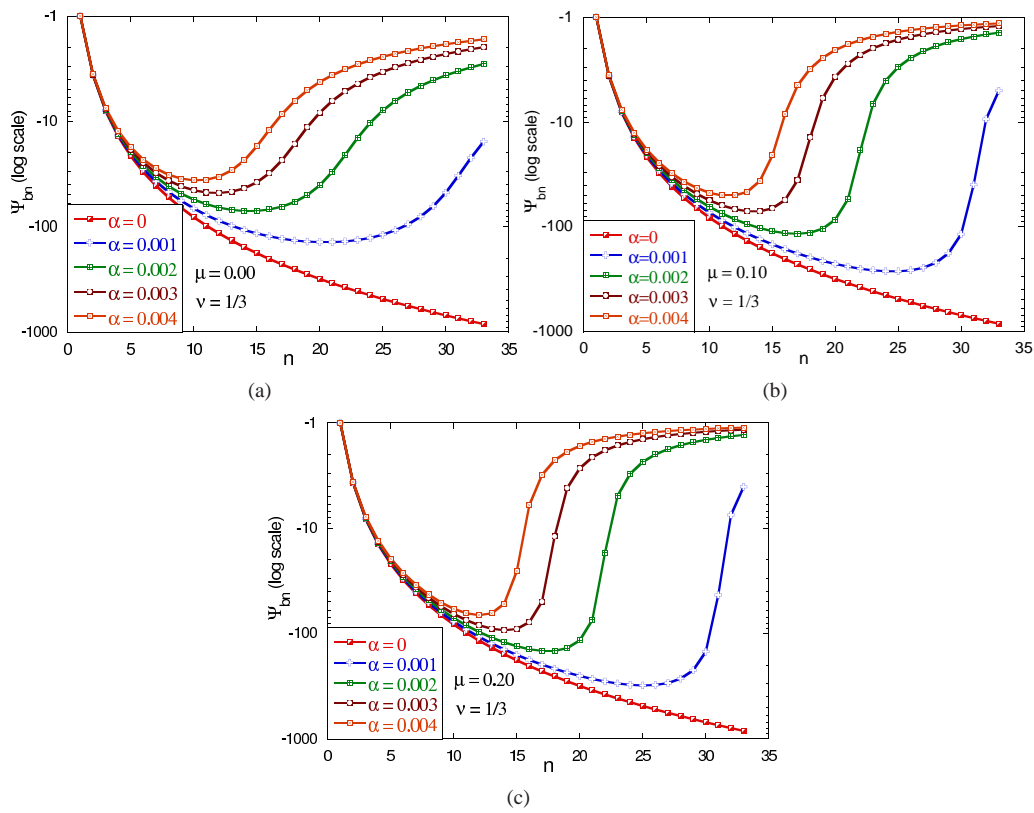 -1
-10
-100
-1000
Ψbn (log scale)
α = 0
α = 0.001
α = 0.002
α = 0.003
α = 0.004
μ = 0.00
ν = 1/3
0 5 10 15 20 25 30 35
n
(a)
-1
-10
-100
-1000
Ψbn (log scale)
α=0
α=0.001
α=0.002
α=0.003
α=0.004
μ = 0.10
ν = 1/3
0 5 10 15 20 25 30 35
n
(b)
-1
-10
-100
-1000
Ψbn (log scale)
α = 0
α = 0.001
α = 0.002
α = 0.003
α = 0.004
μ = 0.20
ν = 1/3
0 5 10 15 20 25 30 35
n
(c)